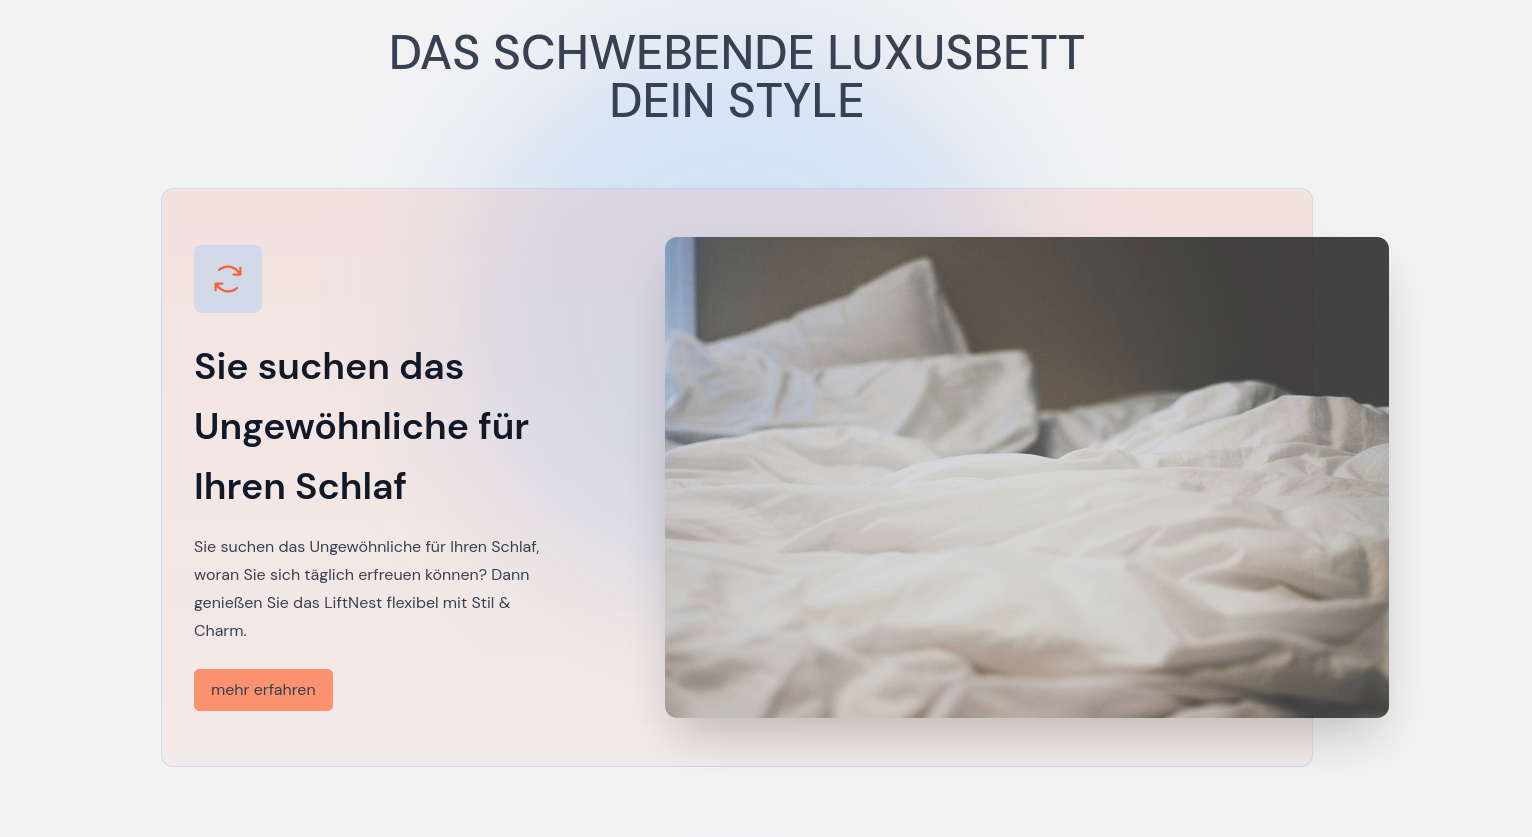 DAS SCHWEBENDE LUXUSBETT
DEIN STYLE
Sie suchen das
Ungewöhnliche für
Ihren Schlaf
Sie suchen das Ungewöhnliche für Ihren Schlaf,
woran Sie sich täglich erfreuen können? Dann
genießen Sie das LiftNest flexibel mit Stil &
Charm.
mehr erfahren